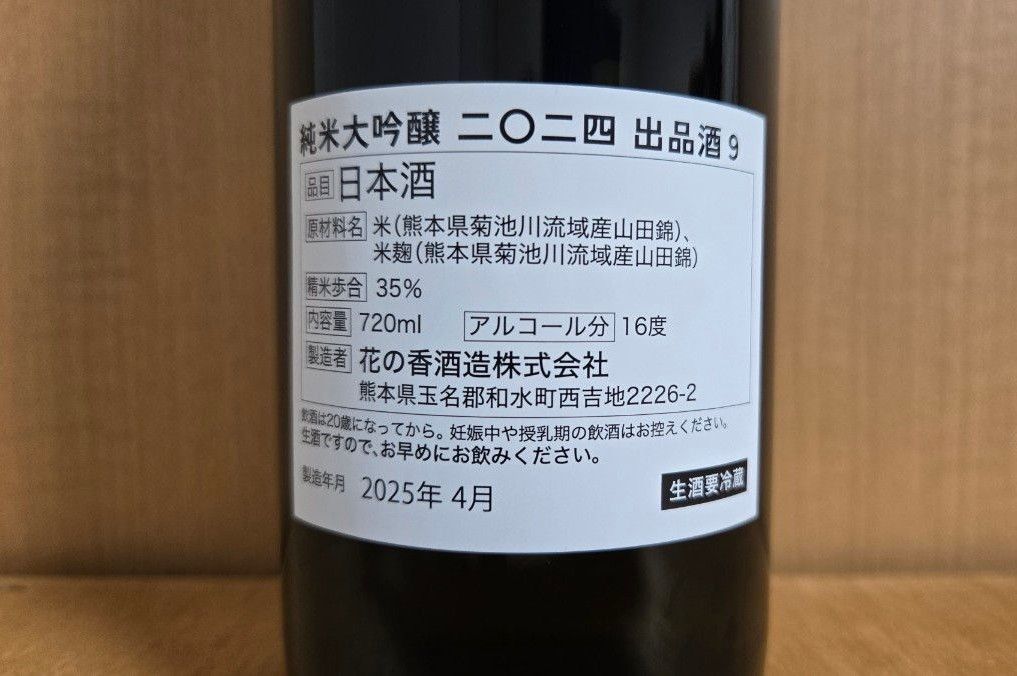 純米大吟醸 二〇二四 出品酒 9
品目 日本酒
原材料名 米(熊本県菊池川流域産山田錦)、
米麹(熊本県菊池川流域産山田錦)
精米歩合 35%
内容量 720ml アルコール分 16度
製造者 花の香酒造株式会社
熊本県玉名郡和水町西吉地2226-2
飲酒は20歳になってから。妊娠中や授乳期の飲酒はお控えください。
生酒ですので、お早めにお飲みください。
製造年月 2025年 4月
生酒要冷蔵